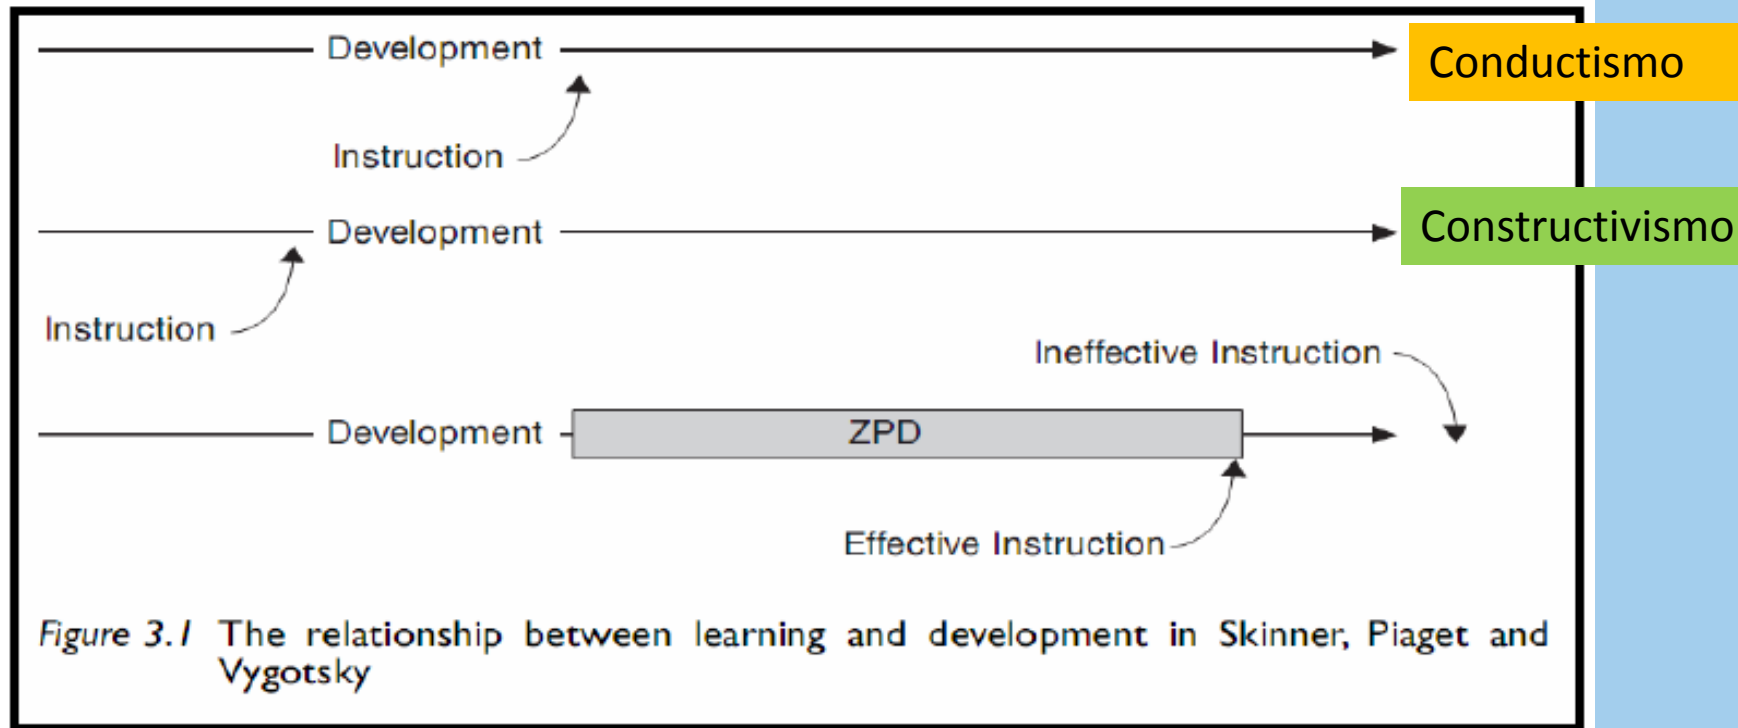 Development
Conductismo
Instruction
Development
Constructivismo
Instruction
Ineffective Instruction
Development
ZPD
Effective Instruction
Figure 3.1 The relationship between learning and development in Skinner, Piaget and
Vygotsky